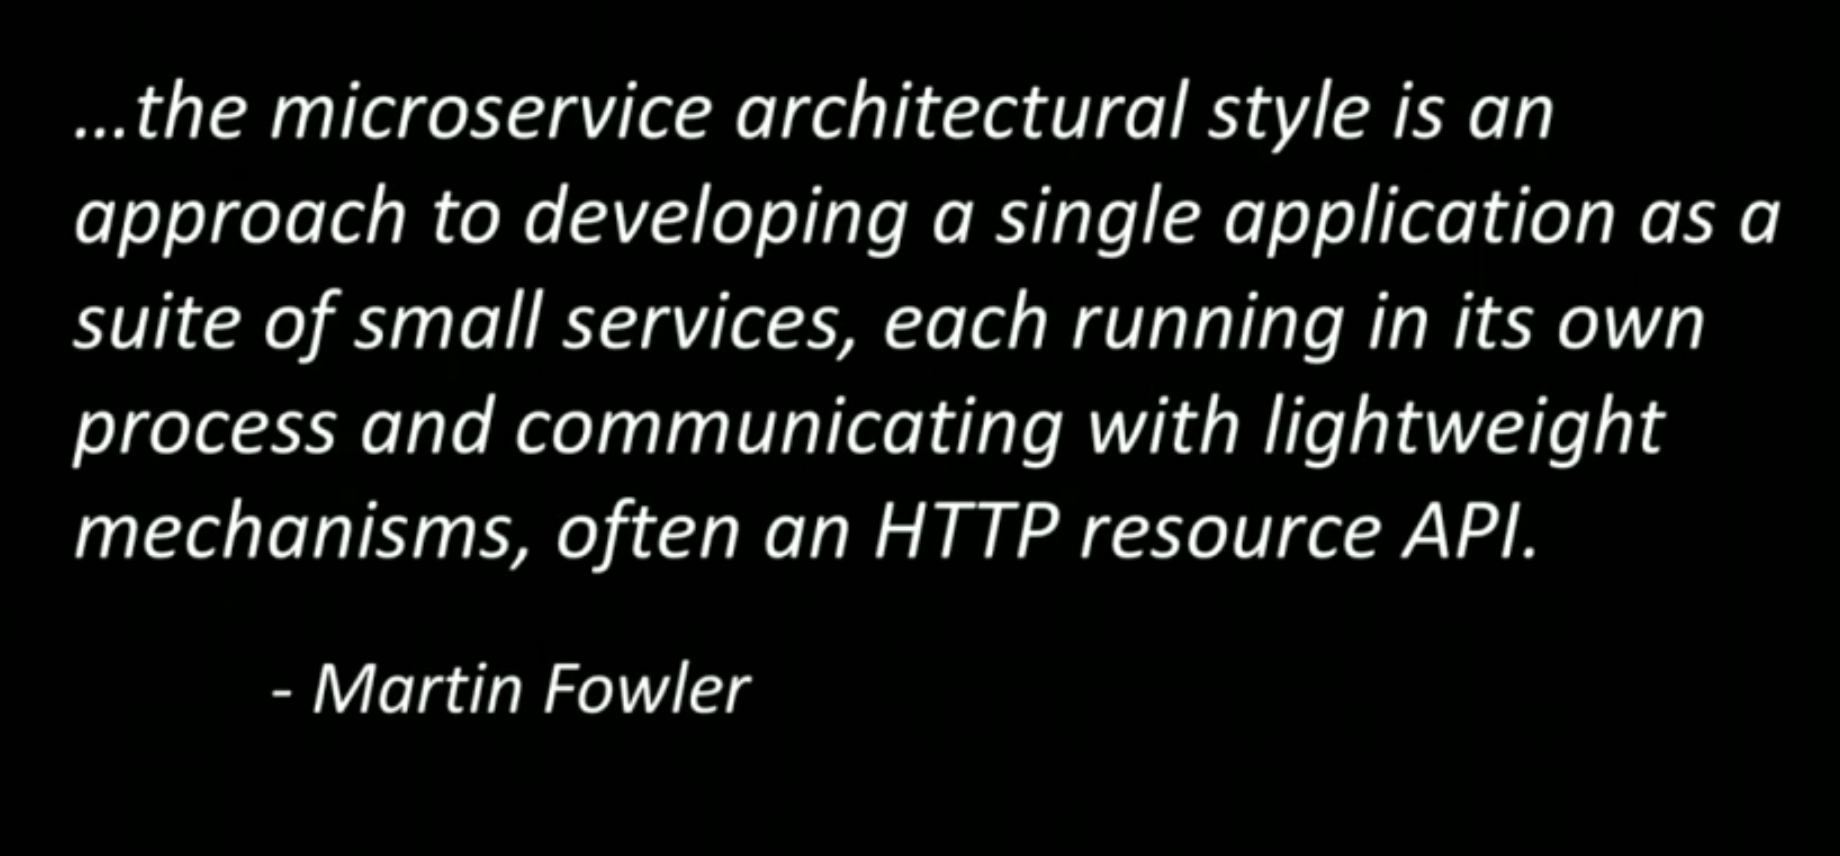 ...the microservice architectural style is an
approach to developing a single application as a
suite of small services, each running in its own
process and communicating with lightweight
mechanisms, often an HTTP resource API.
- Martin Fowler